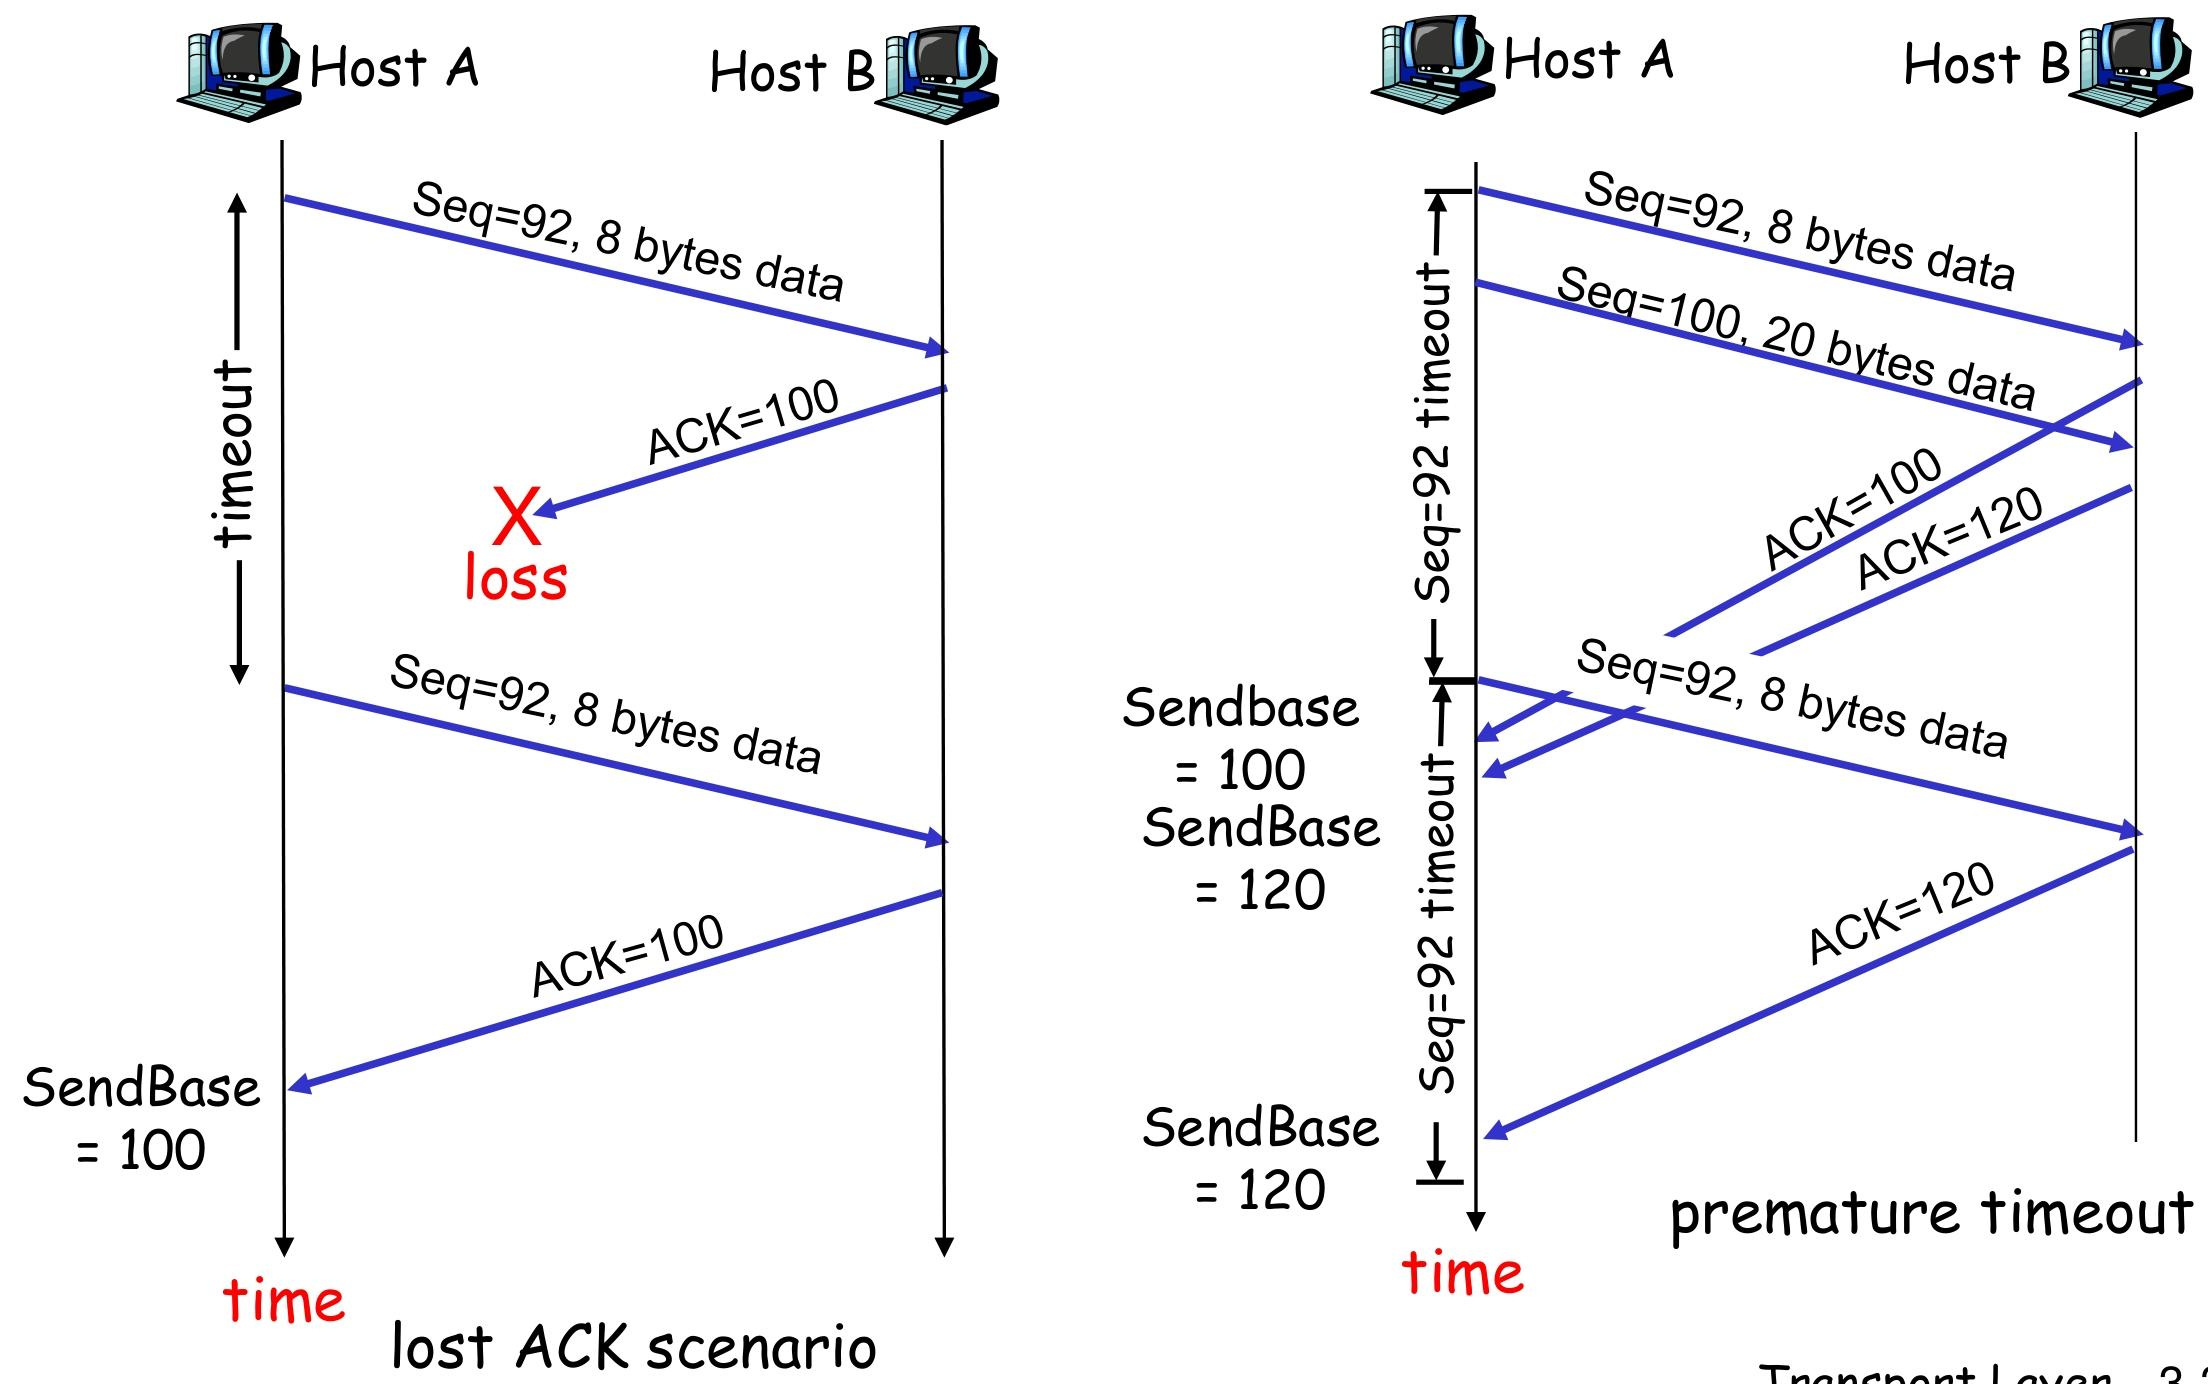 Host A
Host B
Seq=92, 8 bytes data
timeout
ACK=100
X
loss
Seq=92, 8 bytes data
ACK=100
SendBase
= 100
time
lost ACK scenario
Host A
Host B
Seq=92, 8 bytes data
Seq=100, 20 bytes data
Seq=92 timeout
ACK=100
ACK=120
Seq=92, 8 bytes data
Sendbase
= 100
SendBase
= 120
Seq=92 timeout
ACK=120
SendBase
= 120
premature timeout
time
Transport Layer